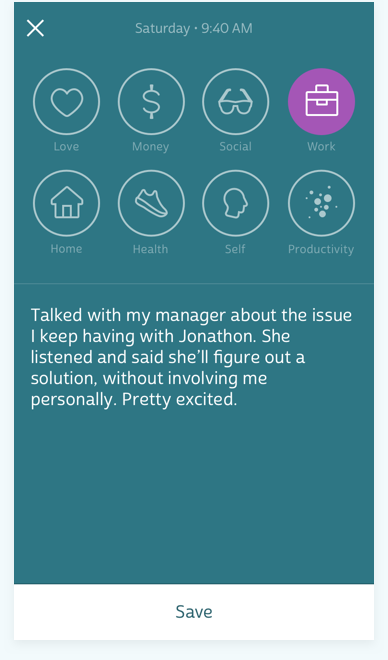 Saturday • 9:40 AM
Love Money Social Work
Home Health Self Productivity
Talked with my manager about the issue
I keep having with Jonathon. She
listened and said she’ll figure out a
solution, without involving me
personally. Pretty excited.
Save